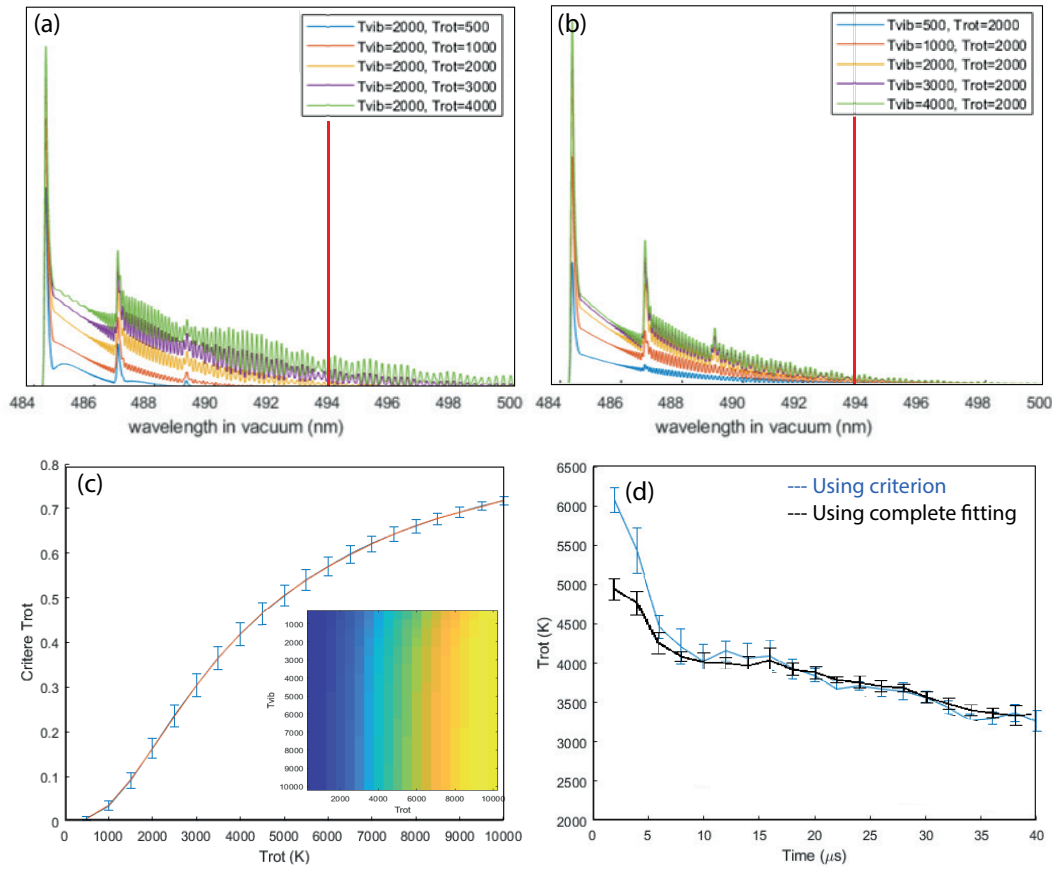 (a)
Tvib=2000, Trot=500
Tvib=2000, Trot=1000
Tvib=2000, Trot=2000
Tvib=2000, Trot=3000
Tvib=2000, Trot=4000
484 486 488 490 492 494 496 498 500
wavelength in vacuum (nm)
(b)
Tvib=500, Trot=2000
Tvib=1000, Trot=2000
Tvib=2000, Trot=2000
Tvib=3000, Trot=2000
Tvib=4000, Trot=2000
484 486 488 490 492 494 496 498 500
wavelength in vacuum (nm)
(c)
0.8
0.7
0.6
0.5
0.4
0.3
0.2
0.1
0
Critere Trot
0 1000 2000 3000 4000 5000 6000 7000 8000 9000 10000
Trot (K)
1000
2000
3000
4000
5000
6000
7000
8000
9000
10000
Tvib
2000 4000 6000 8000 10000
Trot
(d)
--- Using criterion
--- Using complete fitting
6500
6000
5500
5000
4500
4000
3500
3000
2500
2000
Trot (K)
0 5 10 15 20 25 30 35 40
Time (μs)